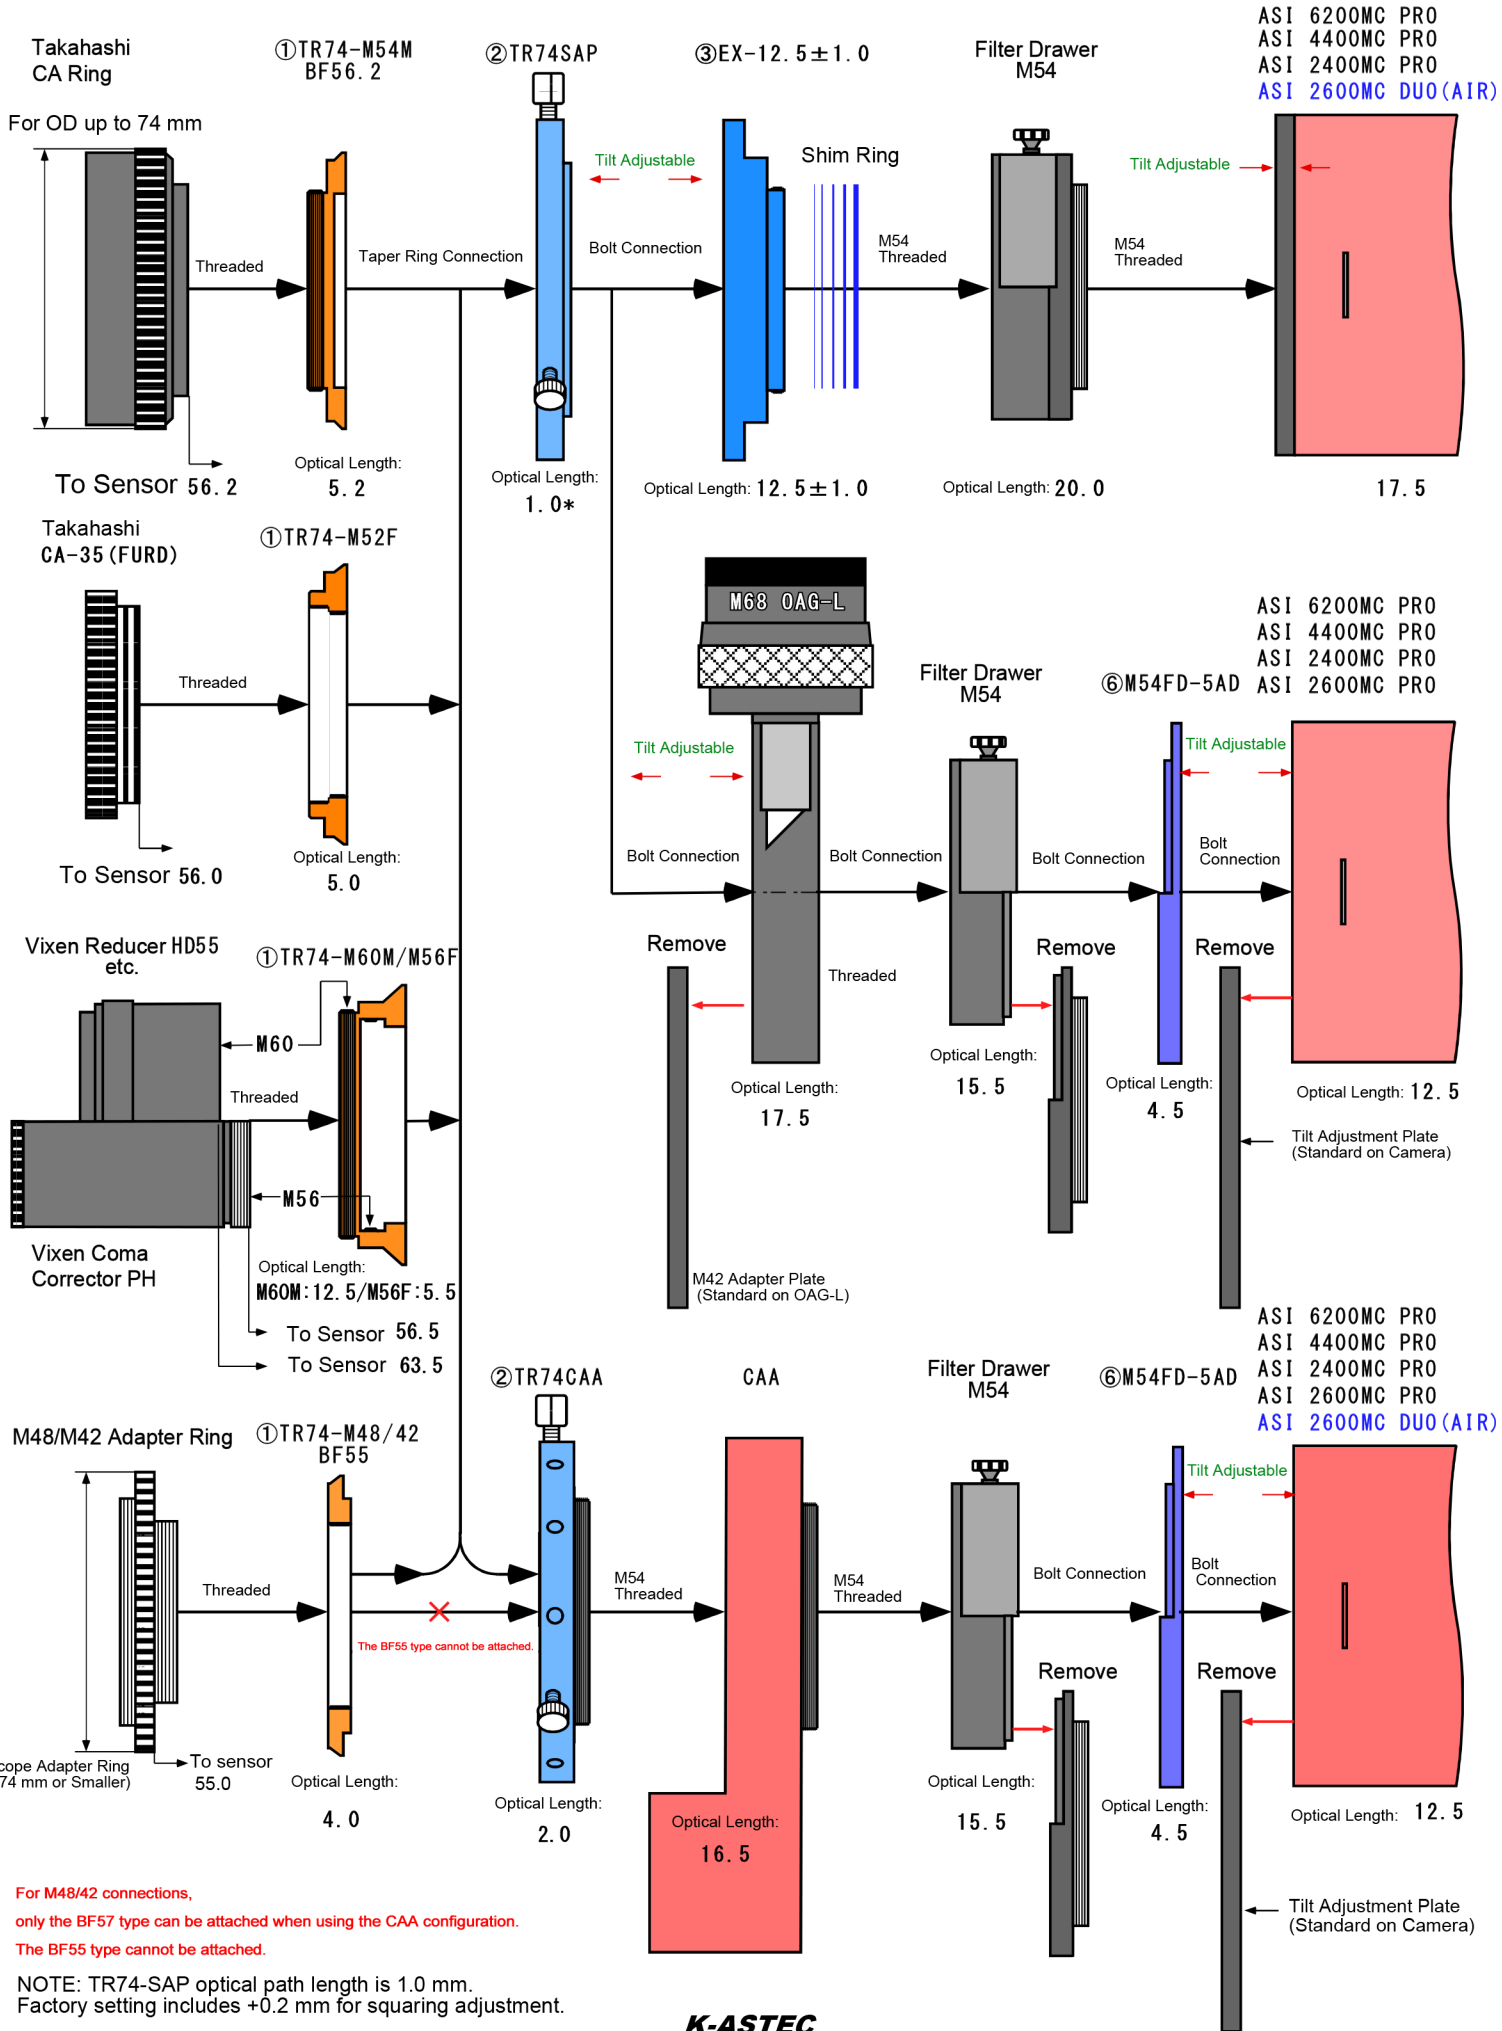 Takahashi
CA Ring
①TR74-M54M
BF56.2
②TR74SAP
③EX-12.5±1.0
Filter Drawer
M54
ASI 6200MC PRO
ASI 4400MC PRO
ASI 2400MC PRO
ASI 2600MC DUO(AIR)
For OD up to 74 mm
Tilt Adjustable
Shim Ring
Tilt Adjustable
Threaded
Taper Ring Connection
Bolt Connection
M54
Threaded
M54
Threaded
To Sensor 56.2
Optical Length:
5.2
Optical Length:
1.0*
Optical Length: 12.5±1.0
Optical Length: 20.0
17.5
Takahashi
CA-35(FURD)
①TR74-M52F
Threaded
To Sensor 56.0
Optical Length:
5.0
M68 OAG-L
Filter Drawer
M54
⑥M54FD-5AD
ASI 6200MC PRO
ASI 4400MC PRO
ASI 2400MC PRO
ASI 2600MC PRO
Tilt Adjustable
Tilt Adjustable
Bolt Connection
Bolt Connection
Bolt Connection
Bolt
Connection
Remove
Threaded
Remove
Remove
Optical Length:
17.5
Optical Length:
15.5
Optical Length:
4.5
Optical Length: 12.5
Tilt Adjustment Plate
(Standard on Camera)
M42 Adapter Plate
(Standard on OAG-L)
Vixen Reducer HD55
etc.
①TR74-M60M/M56F
M60
Threaded
M56
Vixen Coma
Corrector PH
Optical Length:
M60M:12.5/M56F:5.5
To Sensor 56.5
To Sensor 63.5
M48/M42 Adapter Ring
①TR74-M48/42
BF55
②TR74CAA
CAA
Filter Drawer
M54
⑥M54FD-5AD
ASI 6200MC PRO
ASI 4400MC PRO
ASI 2400MC PRO
ASI 2600MC PRO
ASI 2600MC DUO(AIR)
Tilt Adjustable
Threaded
The BF55 type cannot be attached.
M54
Threaded
M54
Threaded
Bolt Connection
Bolt
Connection
Remove
Remove
cope Adapter Ring
74 mm or Smaller)
To sensor
55.0
Optical Length:
4.0
Optical Length:
2.0
Optical Length:
16.5
Optical Length:
15.5
Optical Length:
4.5
Optical Length: 12.5
Tilt Adjustment Plate
(Standard on Camera)
For M48/42 connections,
only the BF57 type can be attached when using the CAA configuration.
The BF55 type cannot be attached.
NOTE: TR74-SAP optical path length is 1.0 mm.
Factory setting includes +0.2 mm for squaring adjustment.
K-ASTEC